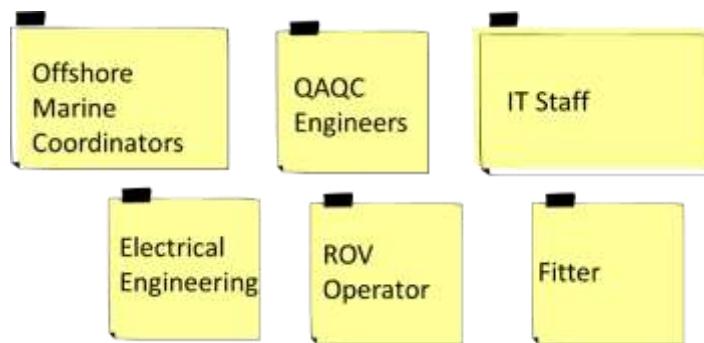 Offshore
Marine
Coordinators
QAQC
Engineers
IT Staff
Electrical
Engineering
ROV
Operator
Fitter